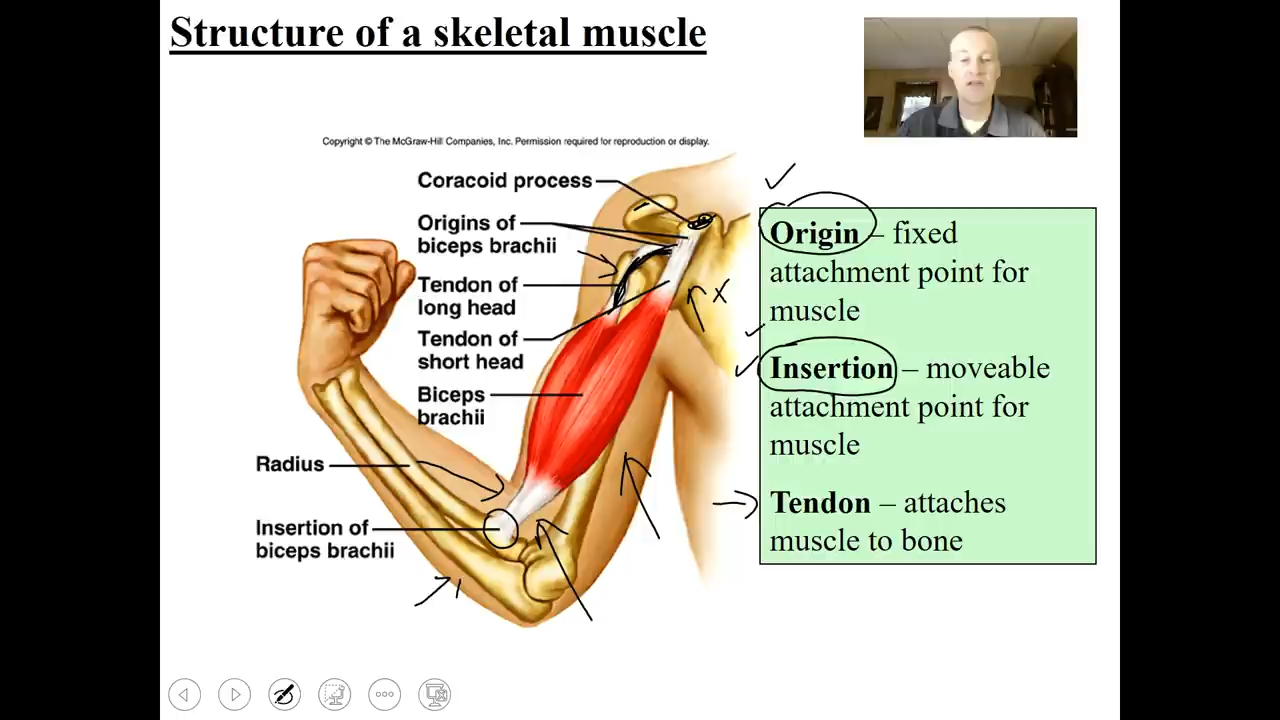 Structure of a skeletal muscle
Copyright © The McGraw-Hill Companies, Inc. Permission required for reproduction or display.
Coracoid process
Origins of
biceps brachii
Tendon of
long head
Tendon of
short head
Biceps
brachii
Radius
Insertion of
biceps brachii
Origin – fixed
attachment point for
muscle
Insertion – moveable
attachment point for
muscle
Tendon – attaches
muscle to bone